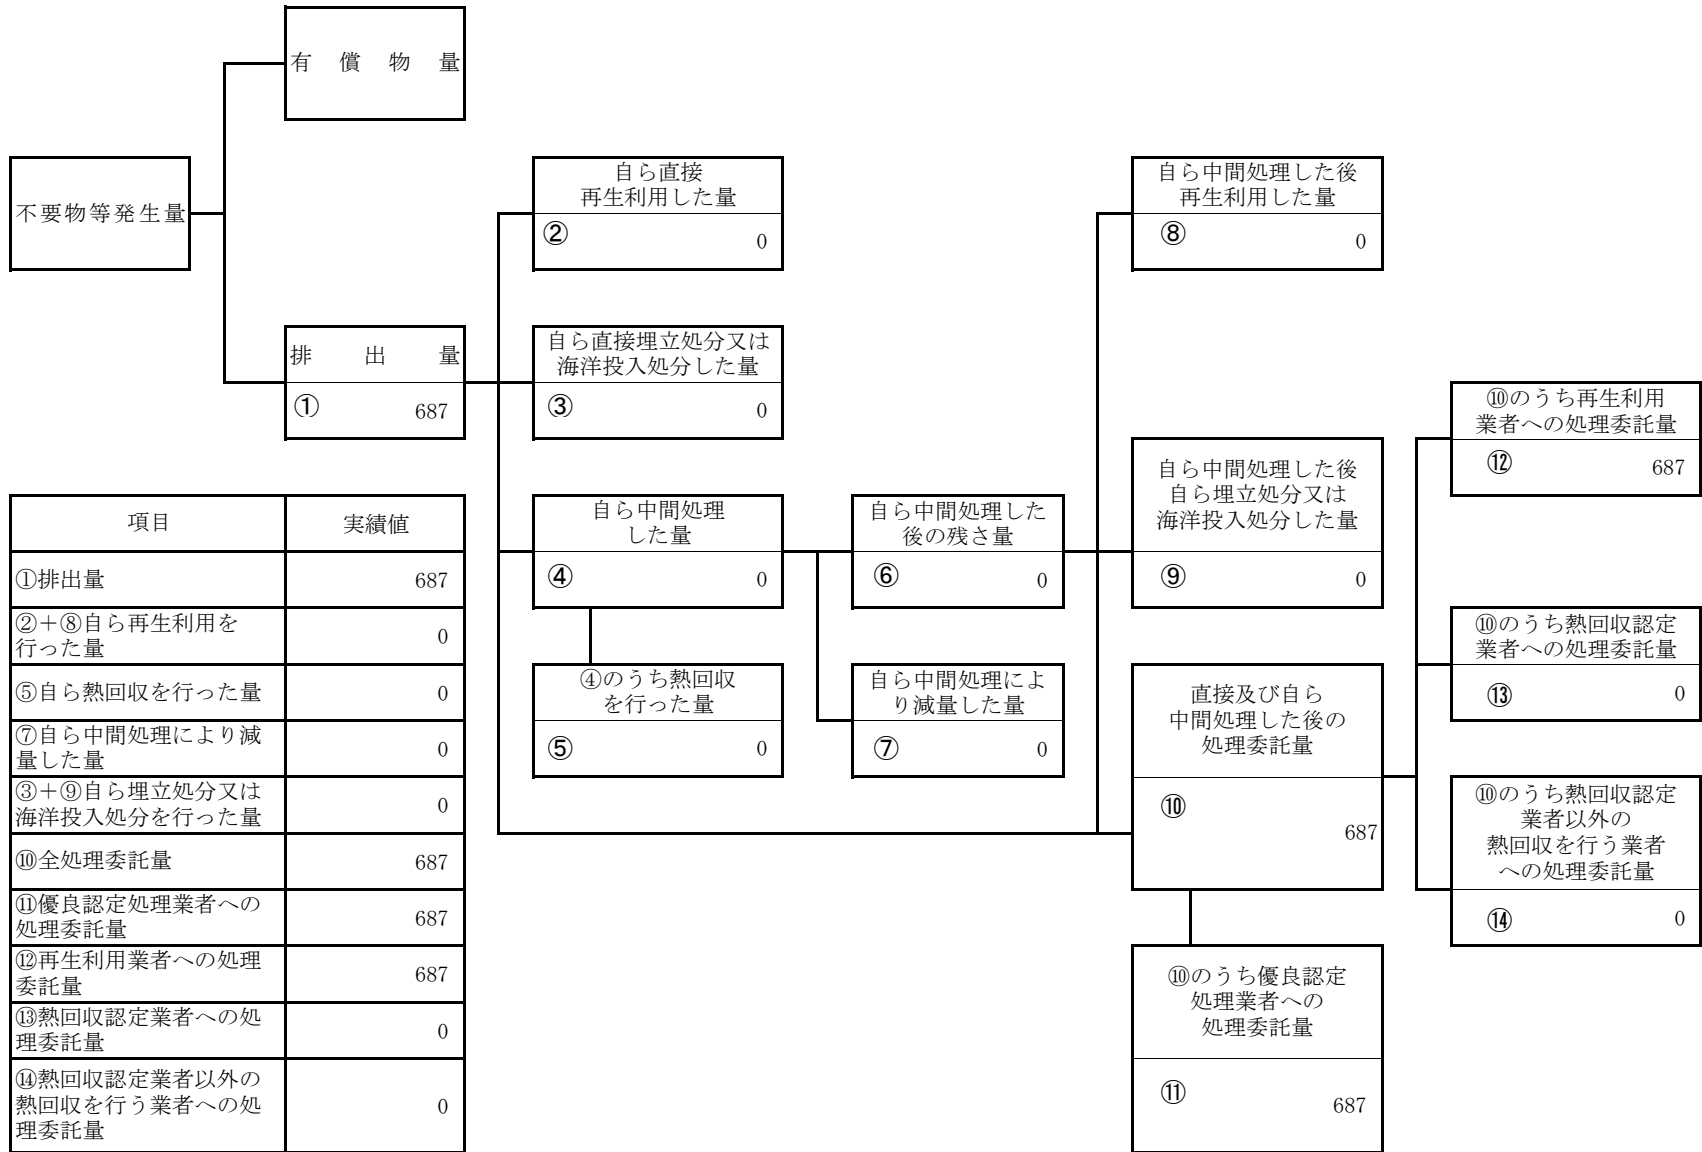 有償物量
不要物等発生量
自ら直接
再生利用した量
② 0
自ら中間処理した後
再生利用した量
⑧ 0
排出量
① 687
自ら直接埋立処分又は
海洋投入処分した量
③ 0
⑩のうち再生利用
業者への処理委託量
⑫ 687
自ら中間処理
した量
④ 0
自ら中間処理した
後の残さ量
⑥ 0
自ら中間処理した後
自ら埋立処分又は
海洋投入処分した量
⑨ 0
④のうち熱回収
を行った量
⑤ 0
自ら中間処理によ
り減量した量
⑦ 0
直接及び自ら
中間処理した後の
処理委託量
⑩
687
⑩のうち熱回収認定
業者への処理委託量
⑬ 0
⑩のうち熱回収認定
業者以外の
熱回収を行う業者
への処理委託量
⑭ 0
⑩のうち優良認定
処理業者への
処理委託量
⑪ 687
項目 実績値
①排出量 687
②＋⑧自ら再生利用を
行った量 0
⑤自ら熱回収を行った量 0
⑦自ら中間処理により減
量した量 0
③＋⑨自ら埋立処分又は
海洋投入処分を行った量 0
⑩全処理委託量 687
⑪優良認定処理業者への
処理委託量 687
⑫再生利用業者への処理
委託量 687
⑬熱回収認定業者への処
理委託量 0
⑭熱回収認定業者以外の
熱回収を行う業者への処
理委託量 0